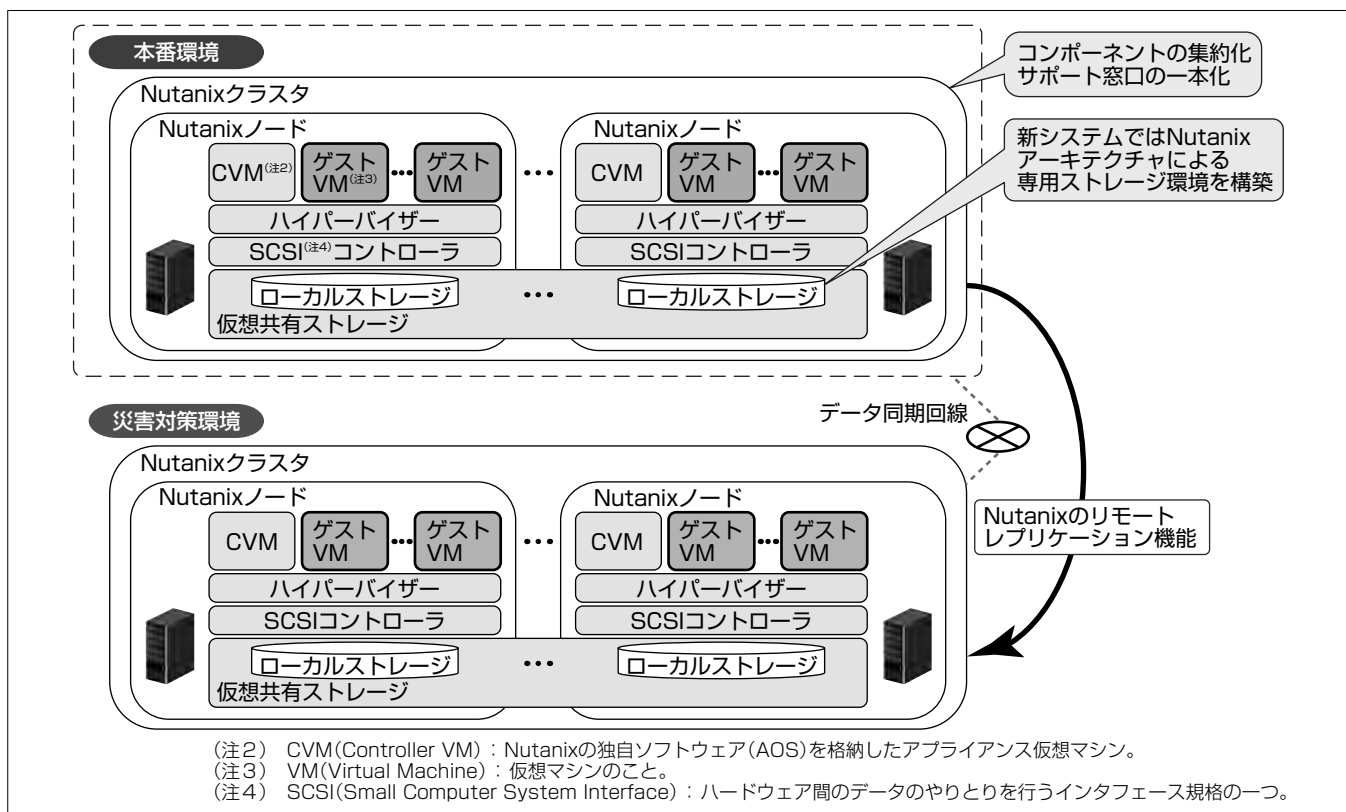 本番環境
コンポーネントの集約化
サポート窓口の一本化
Nutanixクラスタ
Nutanixノード
Nutanixノード
新システムではNutanix
アーキテクチャによる
専用ストレージ環境を構築
CVM(注2)
ゲスト
VM(注3)
•••
ゲスト
VM
•••
CVM
ゲスト
VM
•••
ゲスト
VM
ハイパーバイザー
ハイパーバイザー
SCSI(注4)コントローラ
SCSIコントローラ
ローカルストレージ
•••
ローカルストレージ
仮想共有ストレージ
データ同期回線
災害対策環境
Nutanixクラスタ
Nutanixノード
Nutanixノード
Nutanixのリモート
レプリケーション機能
CVM
ゲスト
VM
•••
ゲスト
VM
•••
CVM
ゲスト
VM
•••
ゲスト
VM
ハイパーバイザー
ハイパーバイザー
SCSIコントローラ
SCSIコントローラ
ローカルストレージ
•••
ローカルストレージ
仮想共有ストレージ
(注2) CVM(Controller VM):Nutanixの独自ソフトウェア(AOS)を格納したアプライアンス仮想マシン。
(注3) VM(Virtual Machine):仮想マシンのこと。
(注4) SCSI(Small Computer System Interface):ハードウェア間のデータのやりとりを行うインタフェース規格の一つ。